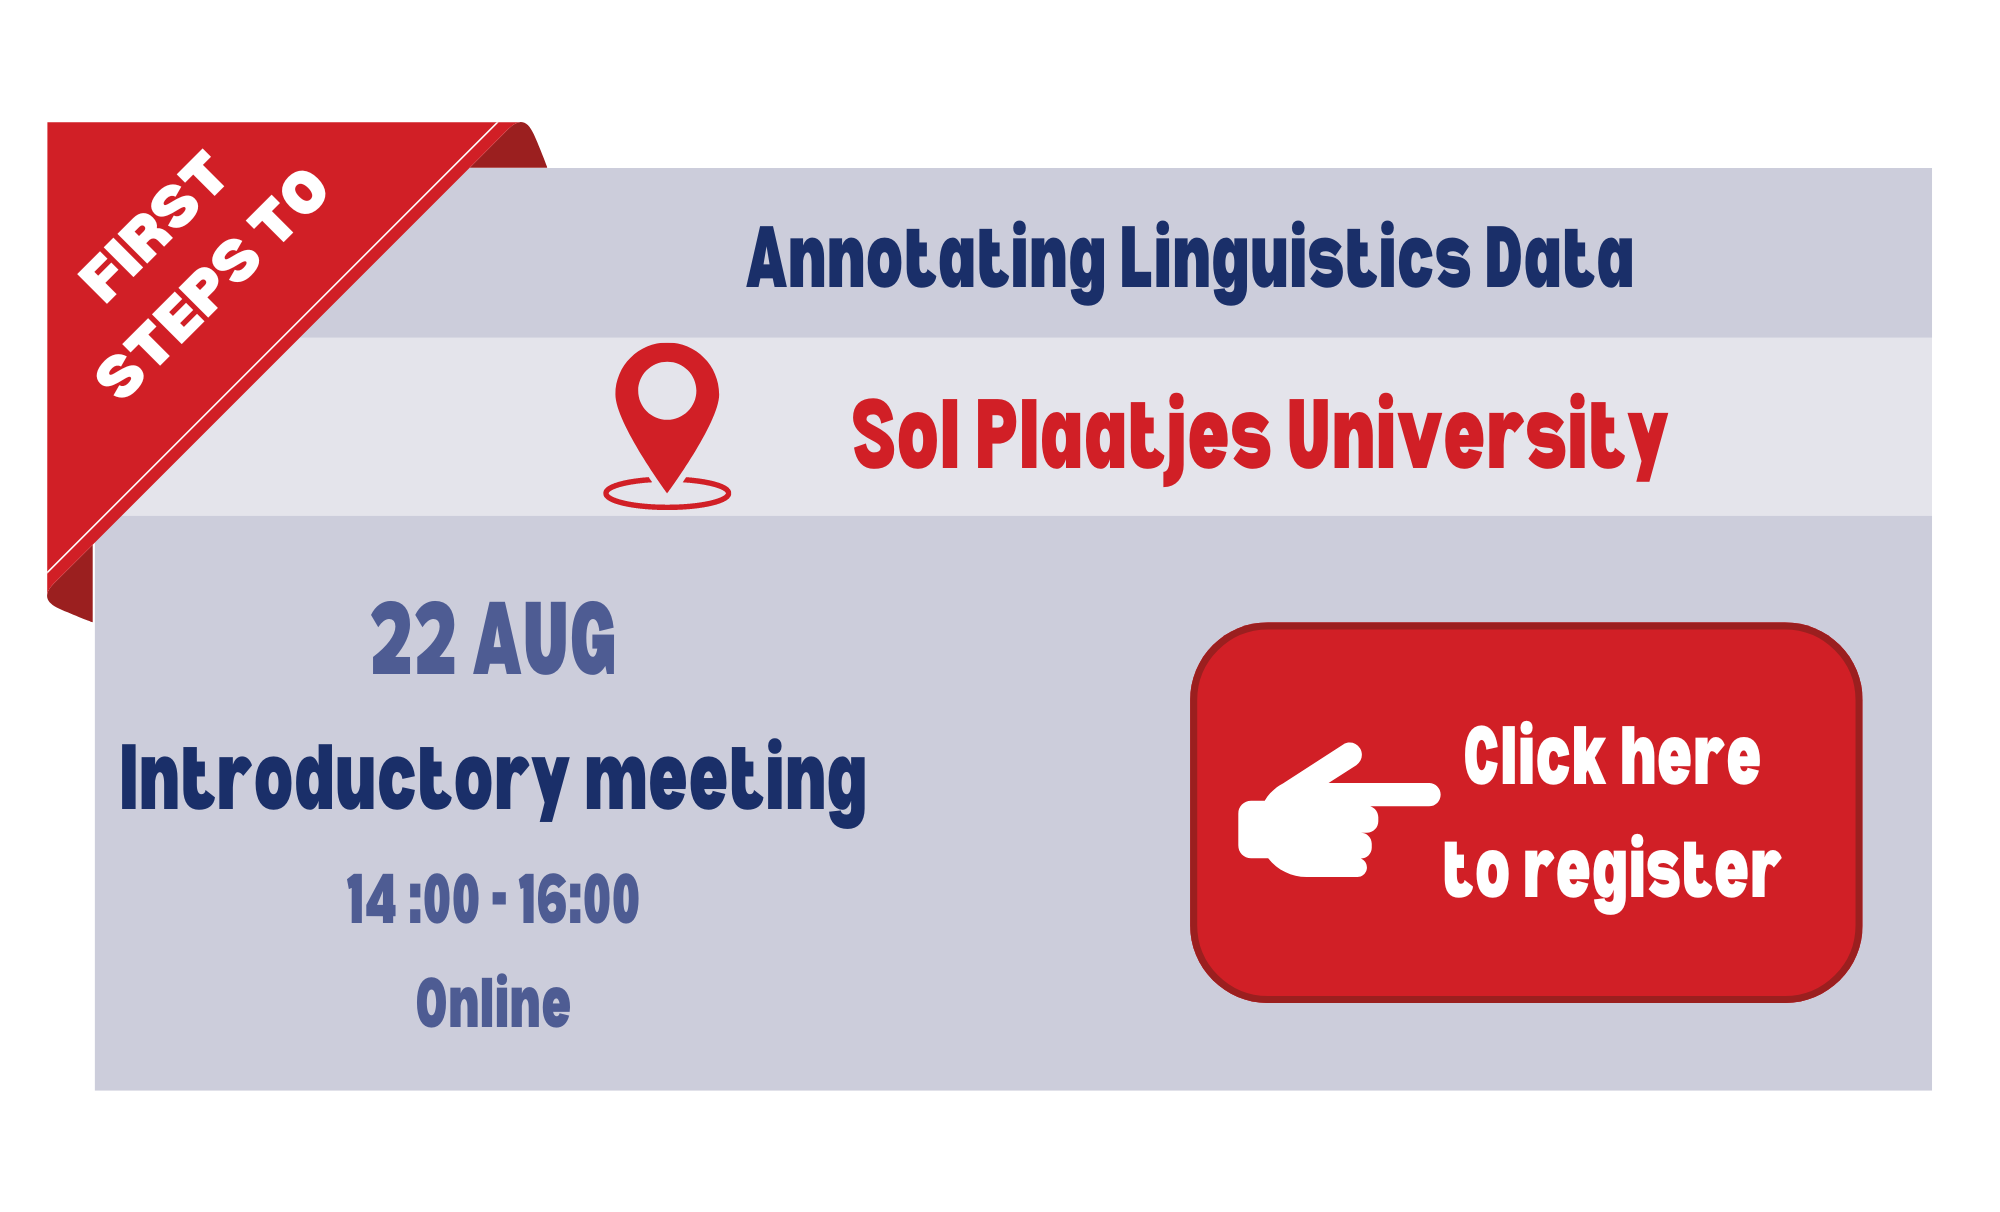 FIRST
STEPS TO
Annotating Linguistics Data
Sol Plaatjes University
22 AUG
Introductory meeting
14 :00 - 16:00
Online
Click here
to register